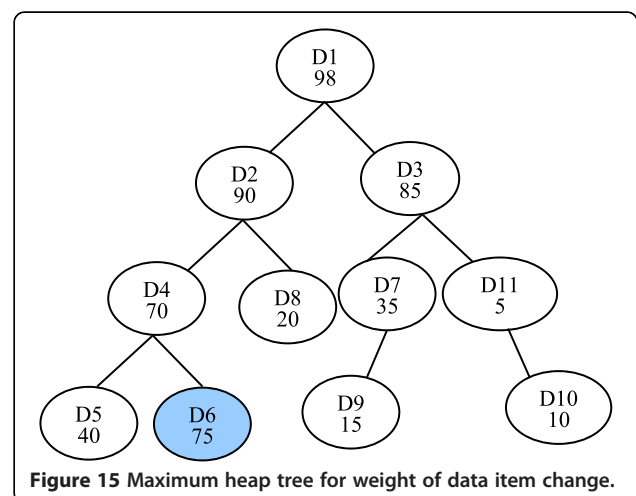 D1
98
D2
90
D3
85
D4
70
D8
20
D7
35
D11
5
D5
40
D6
75
D9
15
D10
10
Figure 15 Maximum heap tree for weight of data item change.